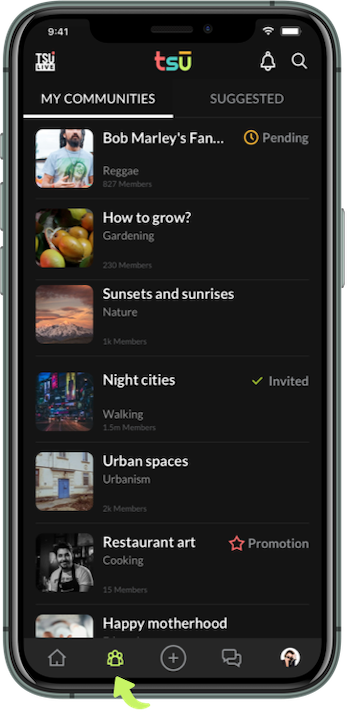 9:41
TSU
LIVE
tsū
MY COMMUNITIES
SUGGESTED
Bob Marley's Fan...
Pending
Reggae
827 Members
How to grow?
Gardening
230 Members
Sunsets and sunrises
Nature
1k Members
Night cities
Invited
Walking
1.5m Members
Urban spaces
Urbanism
2k Members
Restaurant art
Promotion
Cooking
15 Members
Happy motherhood